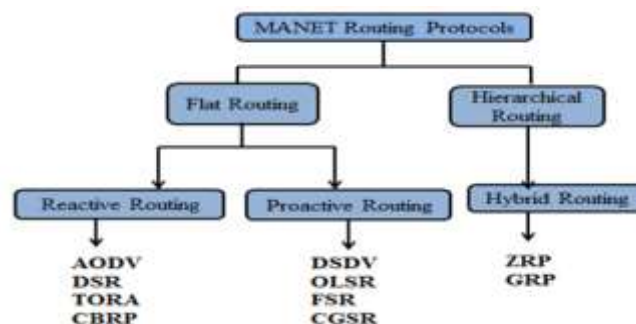 MANET Routing Protocols
Flat Routing
Hierarchical
Routing
Reactive Routing
Proactive Routing
Hybrid Routing
AODV
DSR
TORA
CBRP
DSDV
OLSR
FSR
CGSR
ZRP
GRP